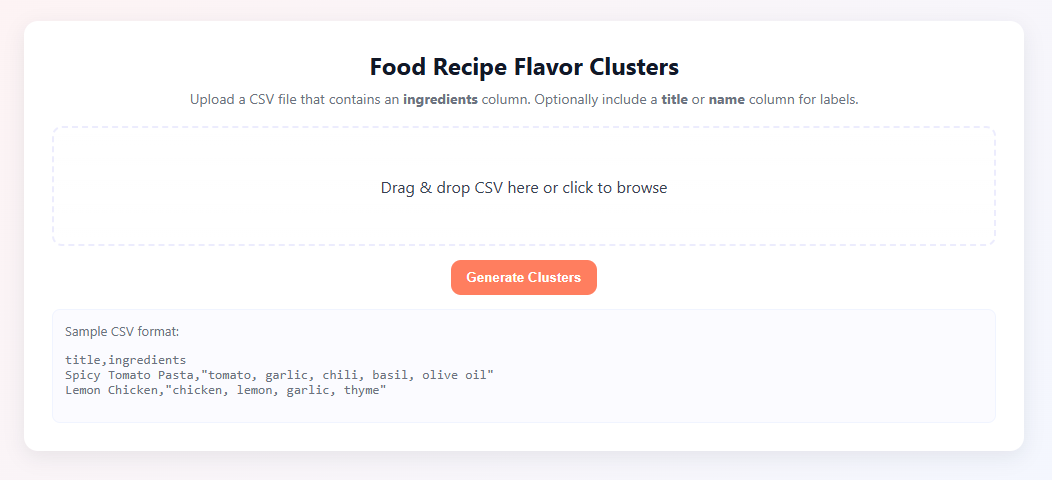 Food Recipe Flavor Clusters
Upload a CSV file that contains an ingredients column. Optionally include a title or name column for labels.
Drag & drop CSV here or click to browse
Generate Clusters
Sample CSV format:
title,ingredients
Spicy Tomato Pasta,"tomato, garlic, chili, basil, olive oil"
Lemon Chicken,"chicken, lemon, garlic, thyme"